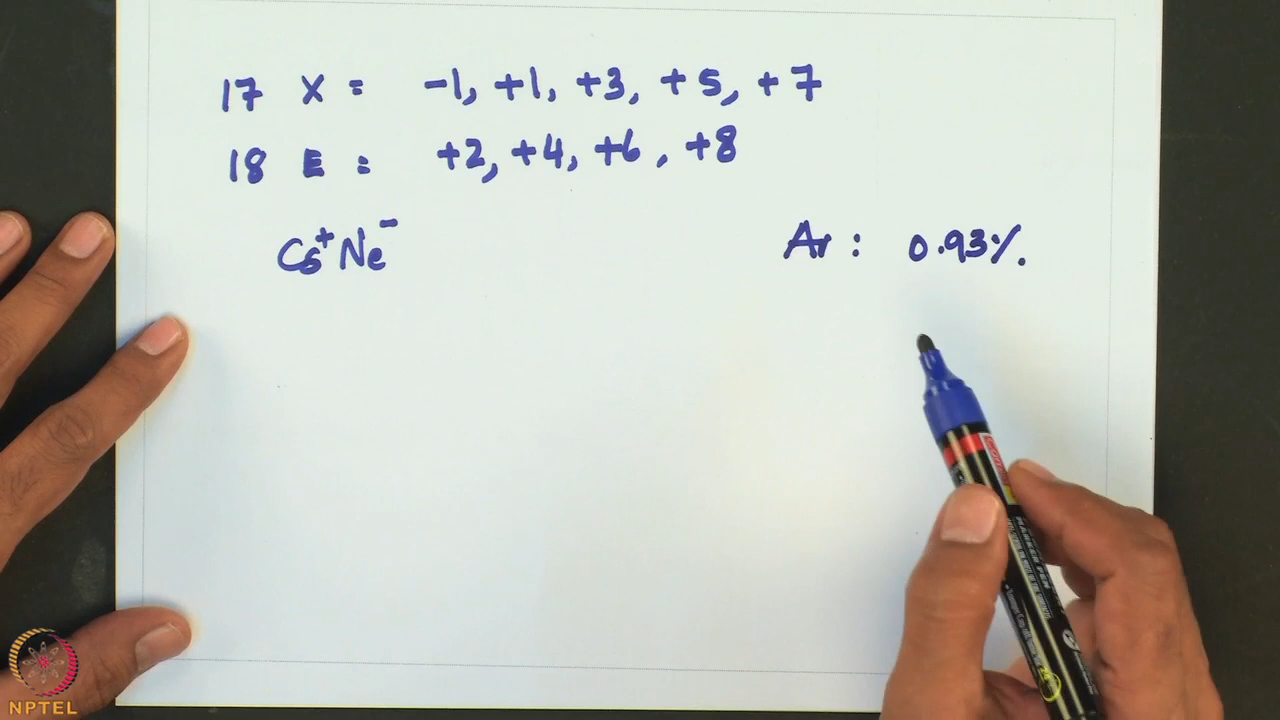 17 X = -1, +1, +3, +5, +7
18 E = +2, +4, +6, +8
Cs⁺Ne⁻ Ar : 0.93%.
NPTEL